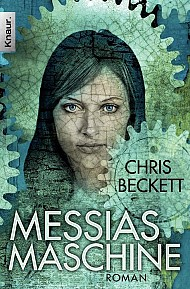 Knaur
CHRIS
BECKETT
MESSIAS
MASCHINE
ROMAN